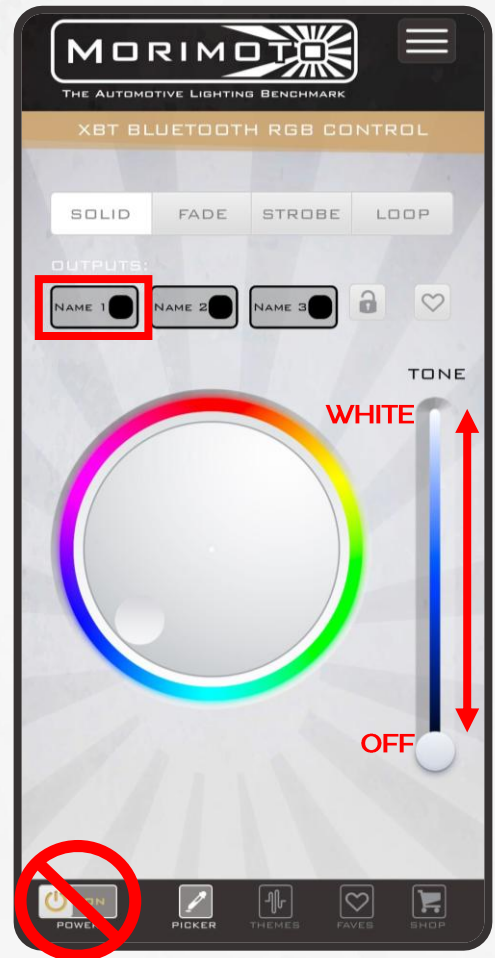 MORIMOTO
THE AUTOMOTIVE LIGHTING BENCHMARK
XBT BLUETOOTH RGB CONTROL
SOLID FADE STROBE LOOP
OUTPUTS:
NAME 1 NAME 2 NAME 3
TONE
WHITE
OFF
ON
POWER PICKER THEMES FAVES SHOP